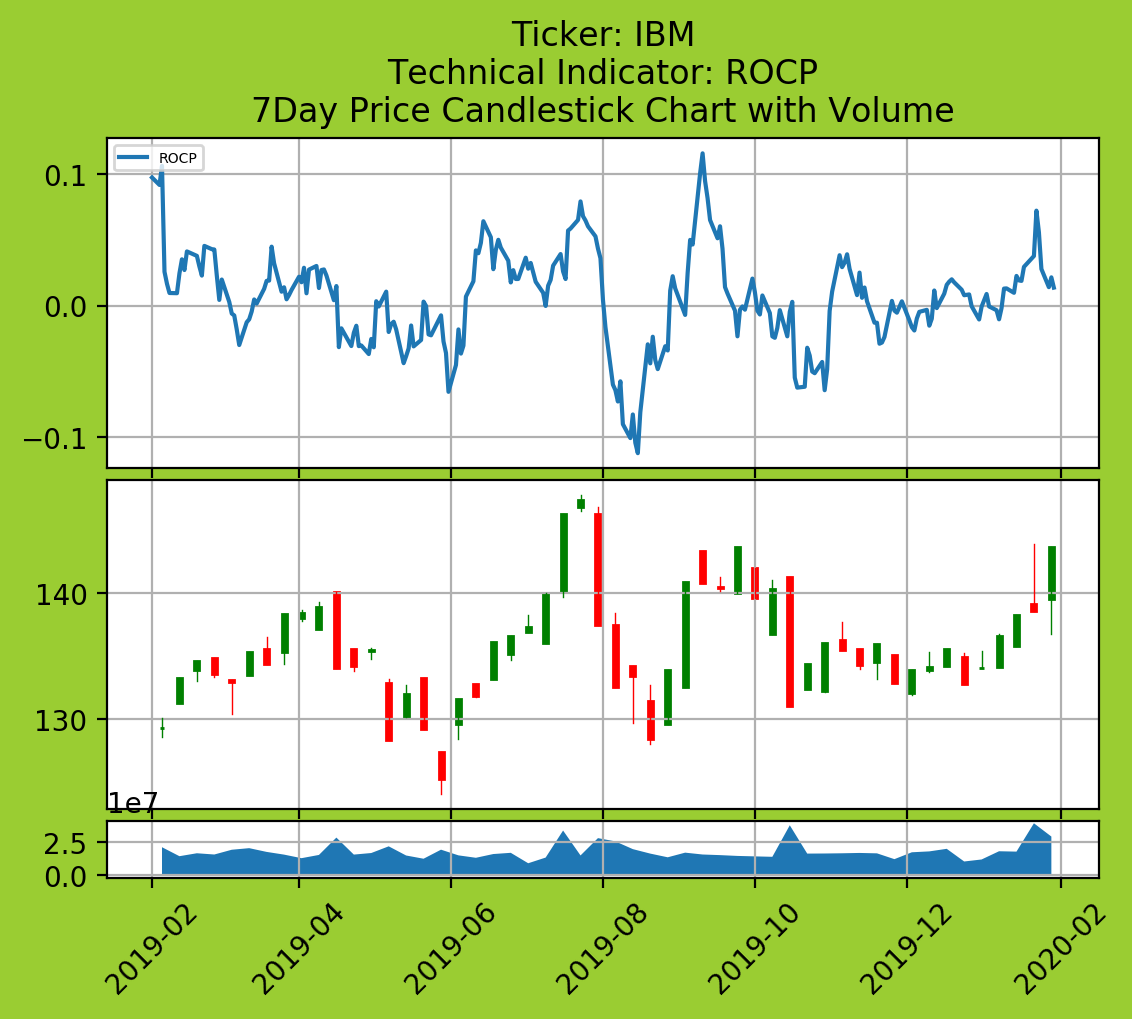 Ticker: IBM
Technical Indicator: ROCP
7Day Price Candlestick Chart with Volume
ROCP
0.1
0.0
−0.1
140
130
1e7
2.5
0.0
2019-02
2019-04
2019-06
2019-08
2019-10
2019-12
2020-02